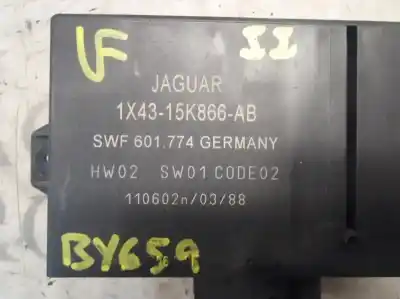 VF II
JAGUAR
1X43-15K866-AB
SWF 601.774 GERMANY
HW02 SW01 CODE02
110602n/03/88
BY659